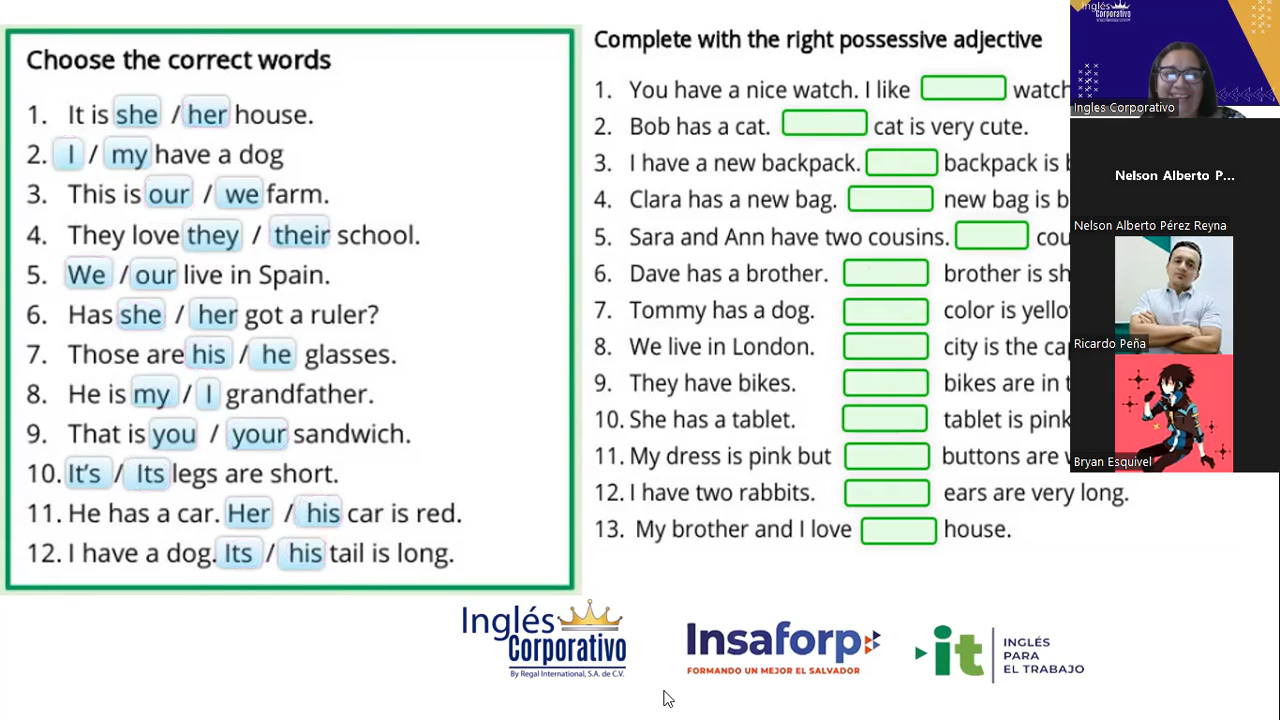 Choose the correct words
1. It is she / her house.
2. I / my have a dog
3. This is our / we farm.
4. They love they / their school.
5. We / our live in Spain.
6. Has she / her got a ruler?
7. Those are his / he glasses.
8. He is my / I grandfather.
9. That is you / your sandwich.
10. It's / Its legs are short.
11. He has a car. Her / his car is red.
12. I have a dog. Its / his tail is long.
Complete with the right possessive adjective
1. You have a nice watch. I like watch
2. Bob has a cat. cat is very cute.
3. I have a new backpack. backpack is
4. Clara has a new bag. new bag is
5. Sara and Ann have two cousins.
6. Dave has a brother. brother is
7. Tommy has a dog. color is
8. We live in London. city is the
9. They have bikes. bikes are in
10. She has a tablet. tablet is pink
11. My dress is pink but buttons are
12. I have two rabbits. ears are very long.
13. My brother and I love house.
Inglés
Corporativo
By Regal International, S.A. de C.V.
Insaforp
FORMANDO UN MEJOR EL SALVADOR
it
INGLÉS
PARA
EL TRABAJO
Inglés
Corporativo
Ingles Corporativo
Nelson Alberto P...
Nelson Alberto Pérez Reyna
Ricardo Peña
Bryan Esquivel